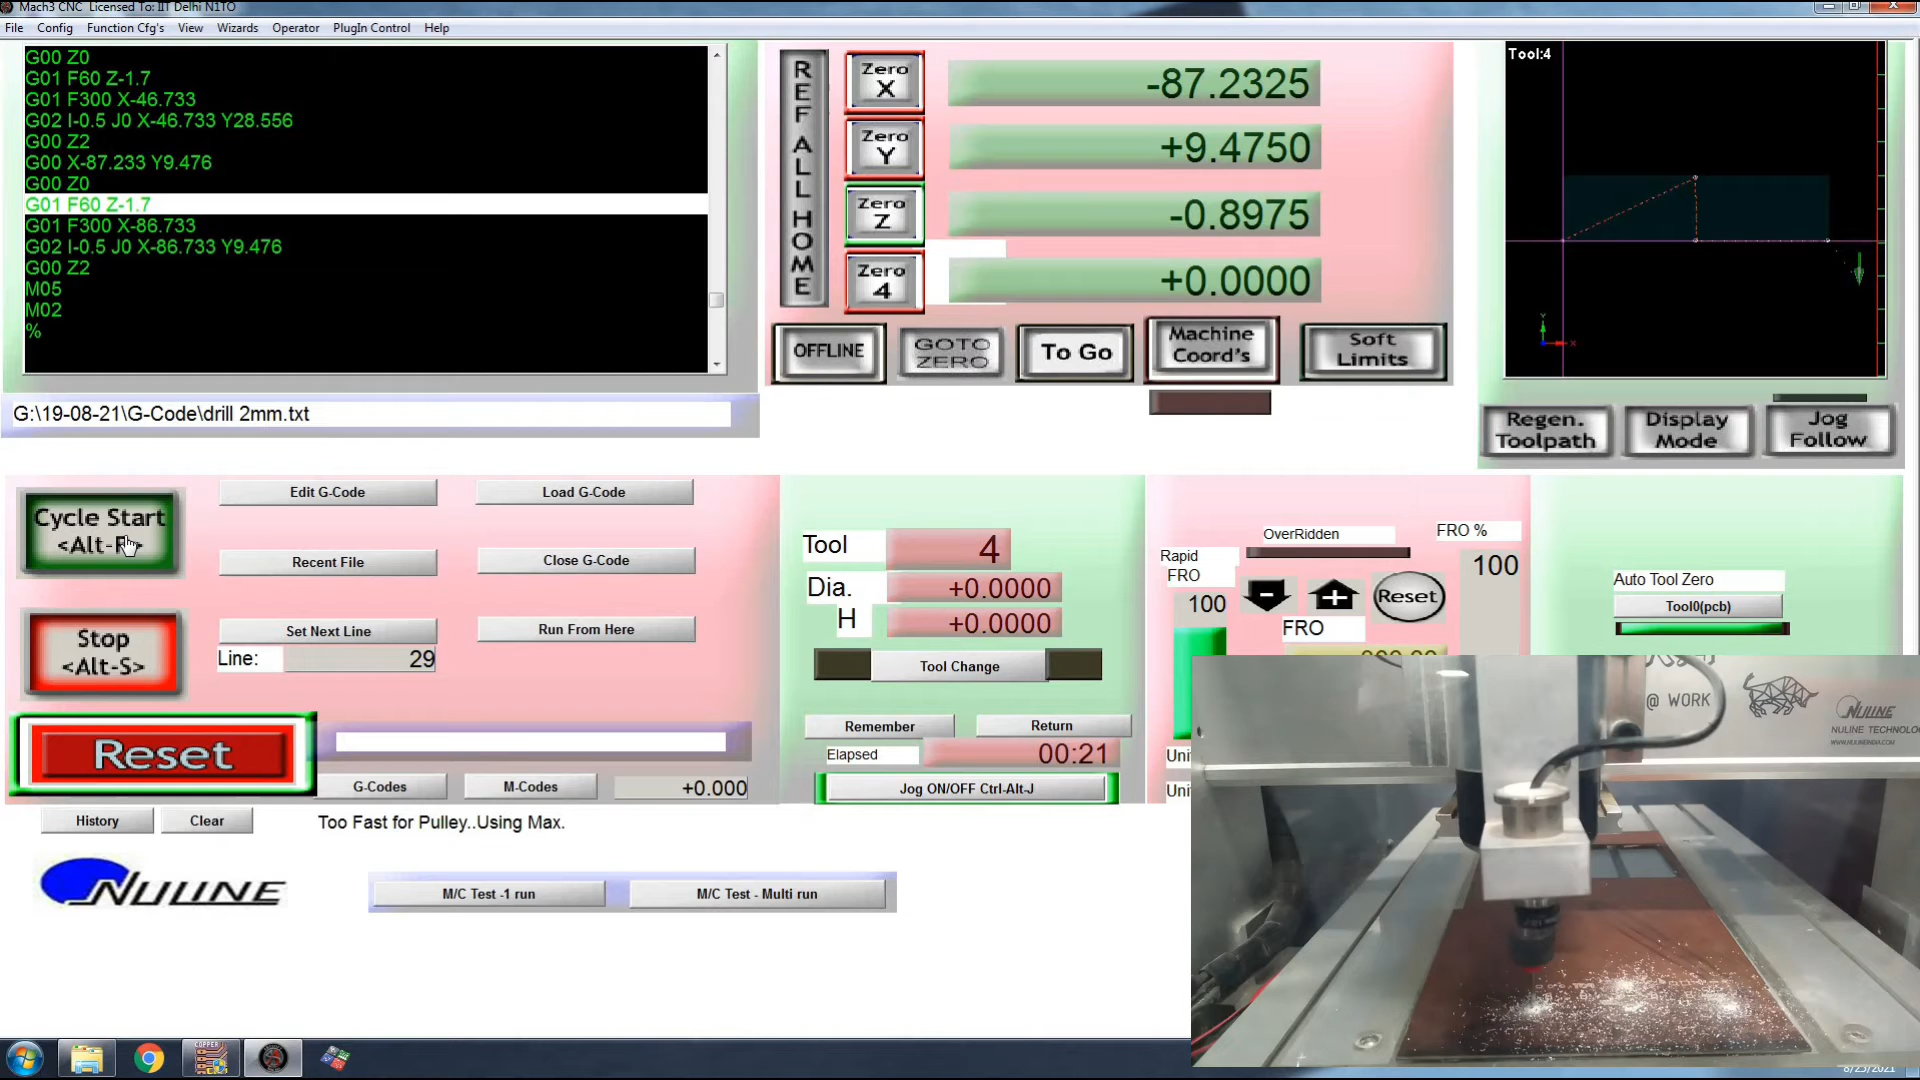 Mach3 CNC Licensed To: IIT Delhi N1TO
File Config Function Cfg's View Wizards Operator PlugIn Control Help
G00 Z0
G01 F60 Z-1.7
G01 F300 X-46.733
G02 I-0.5 J0 X-46.733 Y28.556
G00 Z2
G00 X-87.233 Y9.476
G00 Z0
G01 F60 Z-1.7
G01 F300 X-86.733
G02 I-0.5 J0 X-86.733 Y9.476
G00 Z2
M05
M02
%
G:\19-08-21\G-Code\drill 2mm.txt
REF ALL HOME
Zero X -87.2325
Zero Y +9.4750
Zero Z -0.8975
Zero 4 +0.0000
OFFLINE
GOTO ZERO
To Go
Machine Coord's
Soft Limits
Tool:4
Y
X
Regen. Toolpath
Display Mode
Jog Follow
Cycle Start
Edit G-Code
Load G-Code
Recent File
Close G-Code
Set Next Line
Run From Here
Line: 29
Stop
<Alt-S>
Reset
G-Codes
M-Codes
+0.000
History
Clear
Too Fast for Pulley..Using Max.
NULINE
M/C Test -1 run
M/C Test - Multi run
Tool 4
Dia. +0.0000
H +0.0000
Tool Change
Remember
Return
Elapsed 00:21
Jog ON/OFF Ctrl-Alt-J
OverRidden
FRO %
100
Rapid
FRO
100
-
+
Reset
FRO
Auto Tool Zero
Tool0(pcb)
@ WORK
NULINE
NULINE TECHNOLO
COPPER
8/25/2021